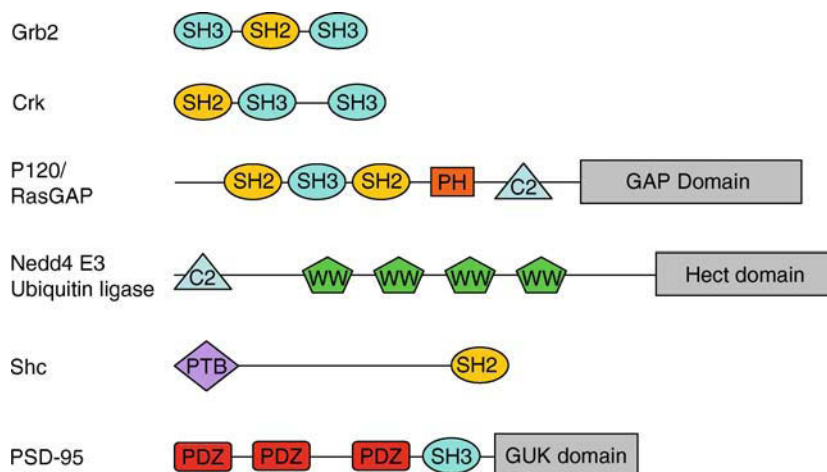 Grb2 SH3 SH2 SH3
Crk SH2 SH3 SH3
P120/
RasGAP SH2 SH3 SH2 PH C2 GAP Domain
Nedd4 E3
Ubiquitin ligase C2 WW WW WW WW Hect domain
Shc PTB SH2
PSD-95 PDZ PDZ PDZ SH3 GUK domain